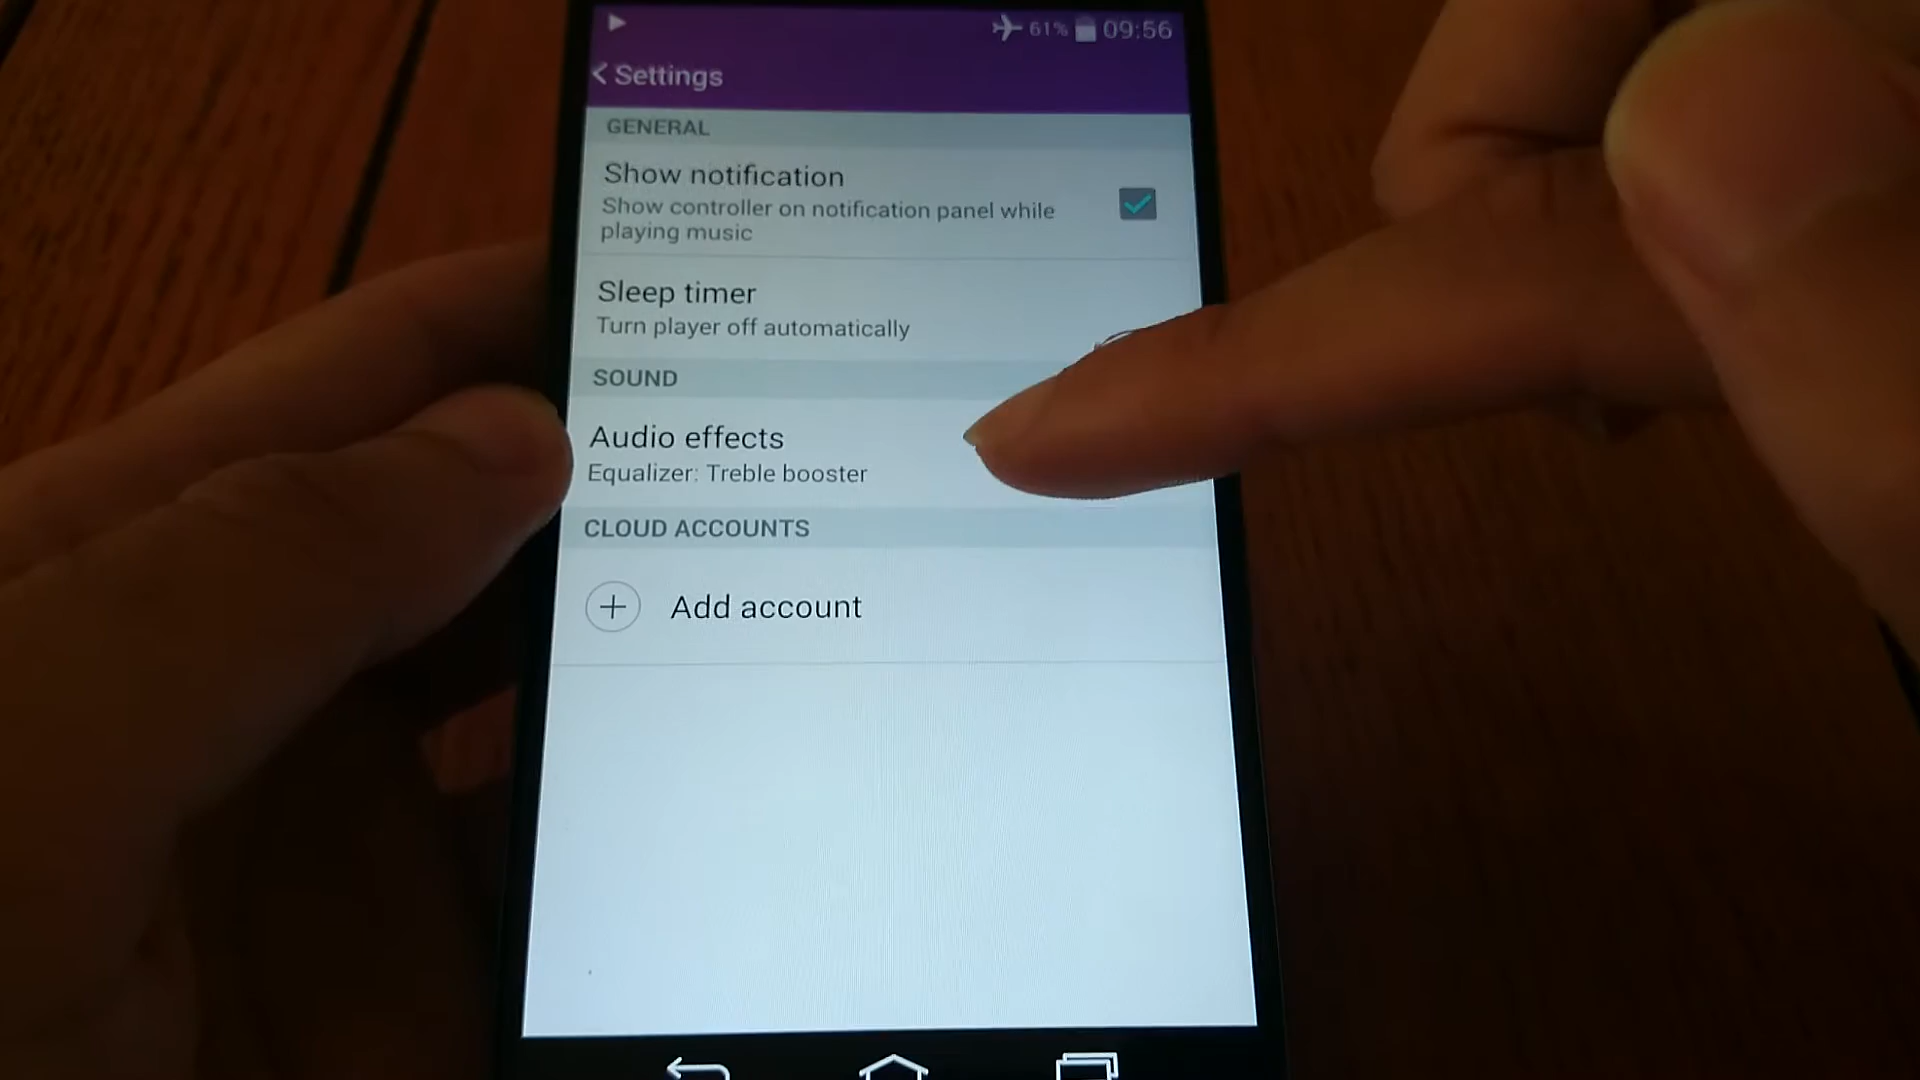 61% 09:56
Settings
GENERAL
Show notification
Show controller on notification panel while
playing music
Sleep timer
Turn player off automatically
SOUND
Audio effects
Equalizer: Treble booster
CLOUD ACCOUNTS
Add account